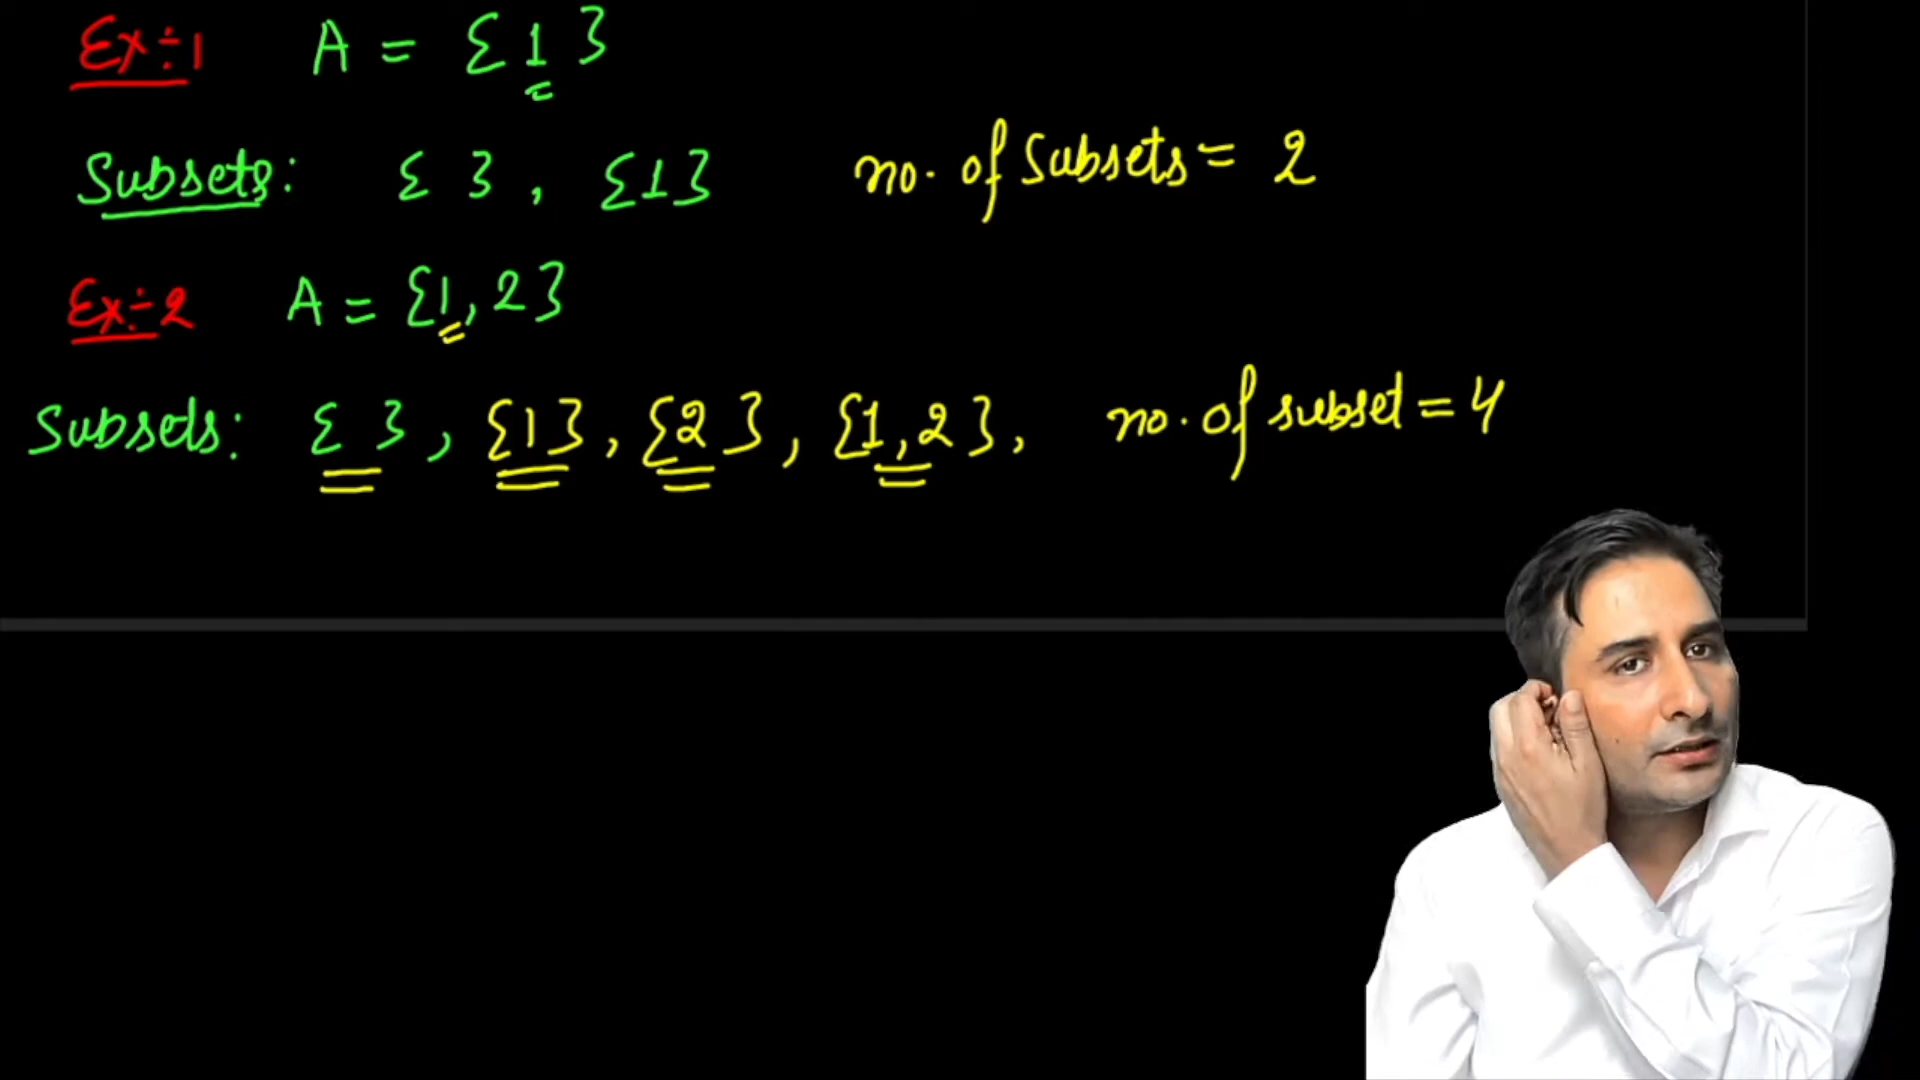 Ex÷1 A = {1}
Subsets: { }, {1} no. of Subsets = 2
Ex÷2 A = {1, 2}
Subsets: { }, {1}, {2}, {1, 2}, no. of subset = 4